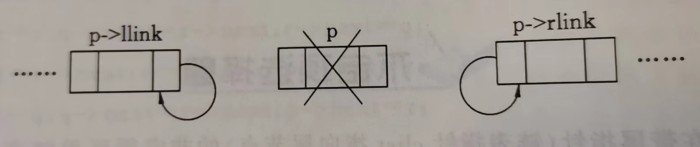 p->llink
p
p->rlink
…… ……